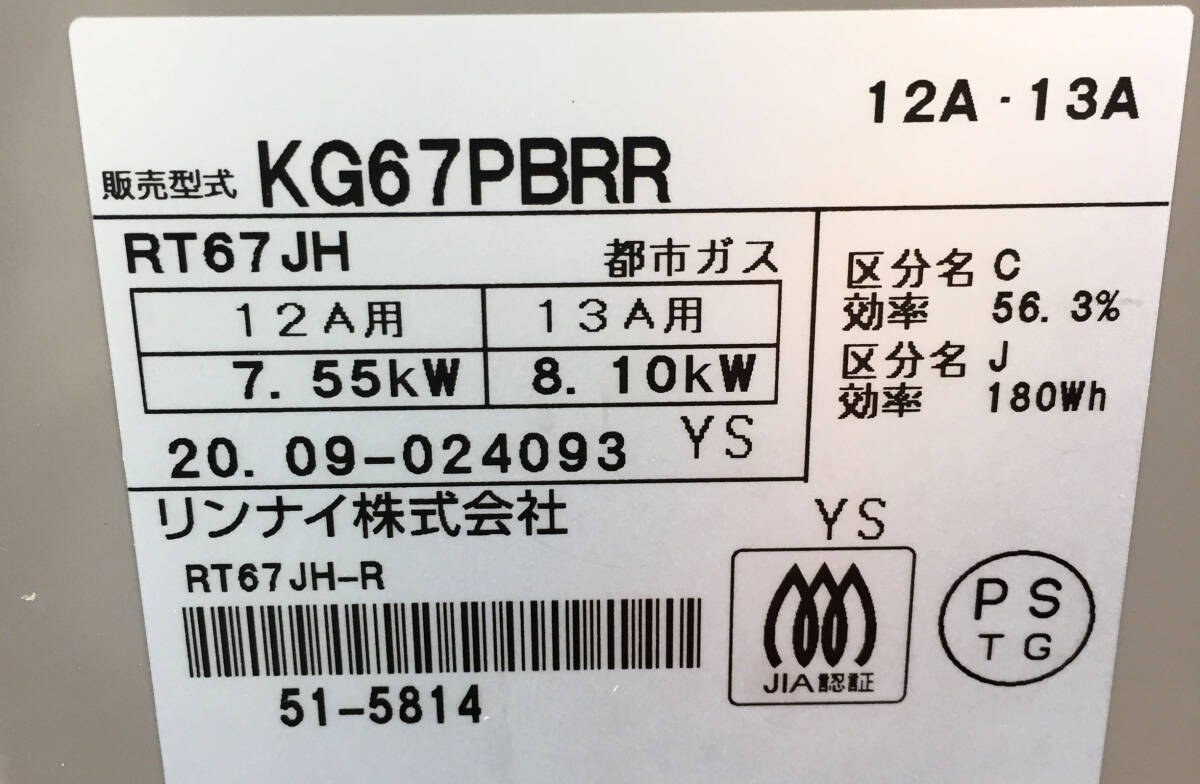 12A・13A
販売型式 KG67PBRR
RT67JH 都市ガス
12A用 13A用
7.55kW 8.10kW
20.09-024093 YS
区分名 C
効率 56.3%
区分名 J
効率 180Wh
リンナイ株式会社
YS
RT67JH-R
51-5814
JIA認証
PS
TG